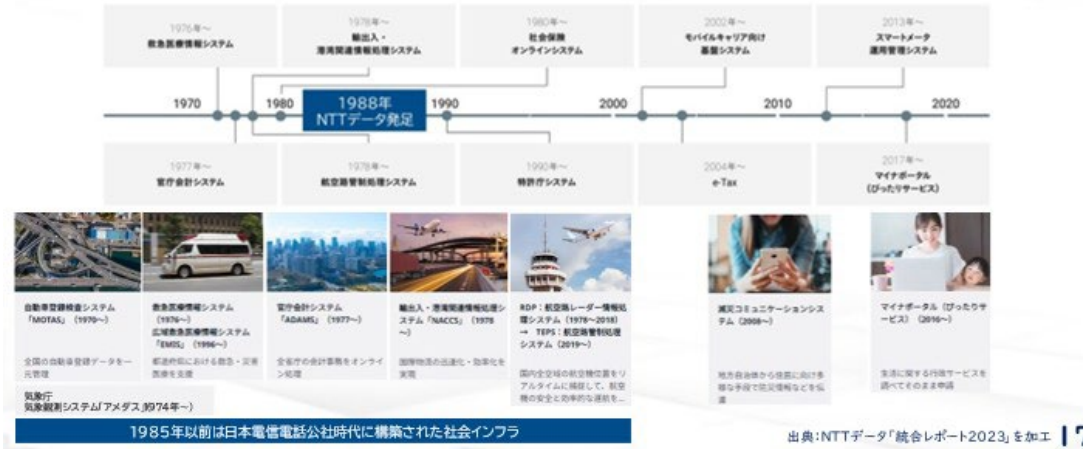 1976年～
救急医療情報システム
1978年～
輸出入・
港湾関連情報処理システム
1980年～
社会保険
オンラインシステム
2002年～
モバイルキャリア向け
基盤システム
2013年～
スマートメータ
運用管理システム
1970
1980
1988年
NTTデータ発足
1990
2000
2010
2020
1977年～
官庁会計システム
1978年～
航空路管制処理システム
1990年～
特許庁システム
2004年～
e-Tax
2017年～
マイナポータル
(ぴったりサービス)
自動車登録検査システム
「MOTAS」(1970～)
全国の自動車登録データを一
元管理
救急医療情報システム
(1976～)
広域救急医療情報システム
「EMIS」(1996～)
都道府県における救急・災害
医療を支援
官庁会計システム
「ADAMS」(1977～)
全省庁の会計事務をオンライ
ン処理
輸出入・港湾関連情報処理シ
ステム「NACCS」(1978
～)
国際物流の迅速化・効率化を
実現
RDP：航空路レーダー情報処
理システム(1978～2018)
→ TEPS：航空路管制処理
システム(2019～)
国内全空域の航空機位置をリ
アルタイムに捕捉して、航空
機の安全と効率的な運航を…
減災コミュニケーションシス
テム(2008～)
地方自治体から住民に向け多
様な手段で防災情報などを伝
達
マイナポータル(ぴったりサ
ービス)(2016～)
生活に関する行政サービスを
調べてそのまま申請
気象庁
気象観測システム「アメダス」(1974年～)
1985年以前は日本電信電話公社時代に構築された社会インフラ
出典：NTTデータ「統合レポート2023」を加工